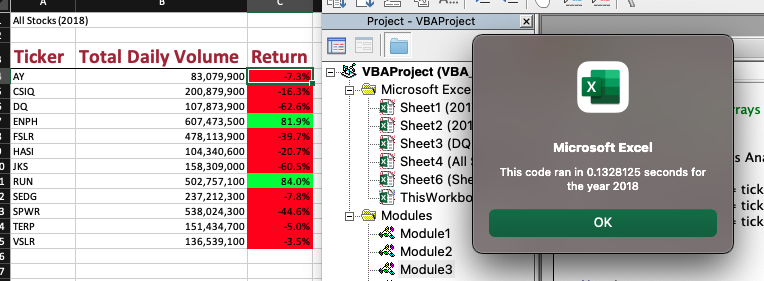 A B C
All Stocks (2018)
Ticker Total Daily Volume Return
AY 83,079,900 -7.3%
CSIQ 200,879,900 -16.3%
DQ 107,873,900 -62.6%
ENPH 607,473,500 81.9%
FSLR 478,113,900 -39.7%
HASI 104,340,600 -20.7%
JKS 158,309,000 -60.5%
RUN 502,757,100 84.0%
SEDG 237,212,300 -7.8%
SPWR 538,024,300 -44.6%
TERP 151,434,700 -5.0%
VSLR 136,539,100 -3.5%
Project - VBAProject
VBAProject (VBA_
Microsoft Exce
Sheet1 (201
Sheet2 (201
Sheet3 (DQ
Sheet4 (All S
Sheet6 (She
ThisWorkbo
Modules
Module1
Module2
Module3
Microsoft Excel
This code ran in 0.1328125 seconds for
the year 2018
OK
rrays
s Ana
= tick
= tick
= tick